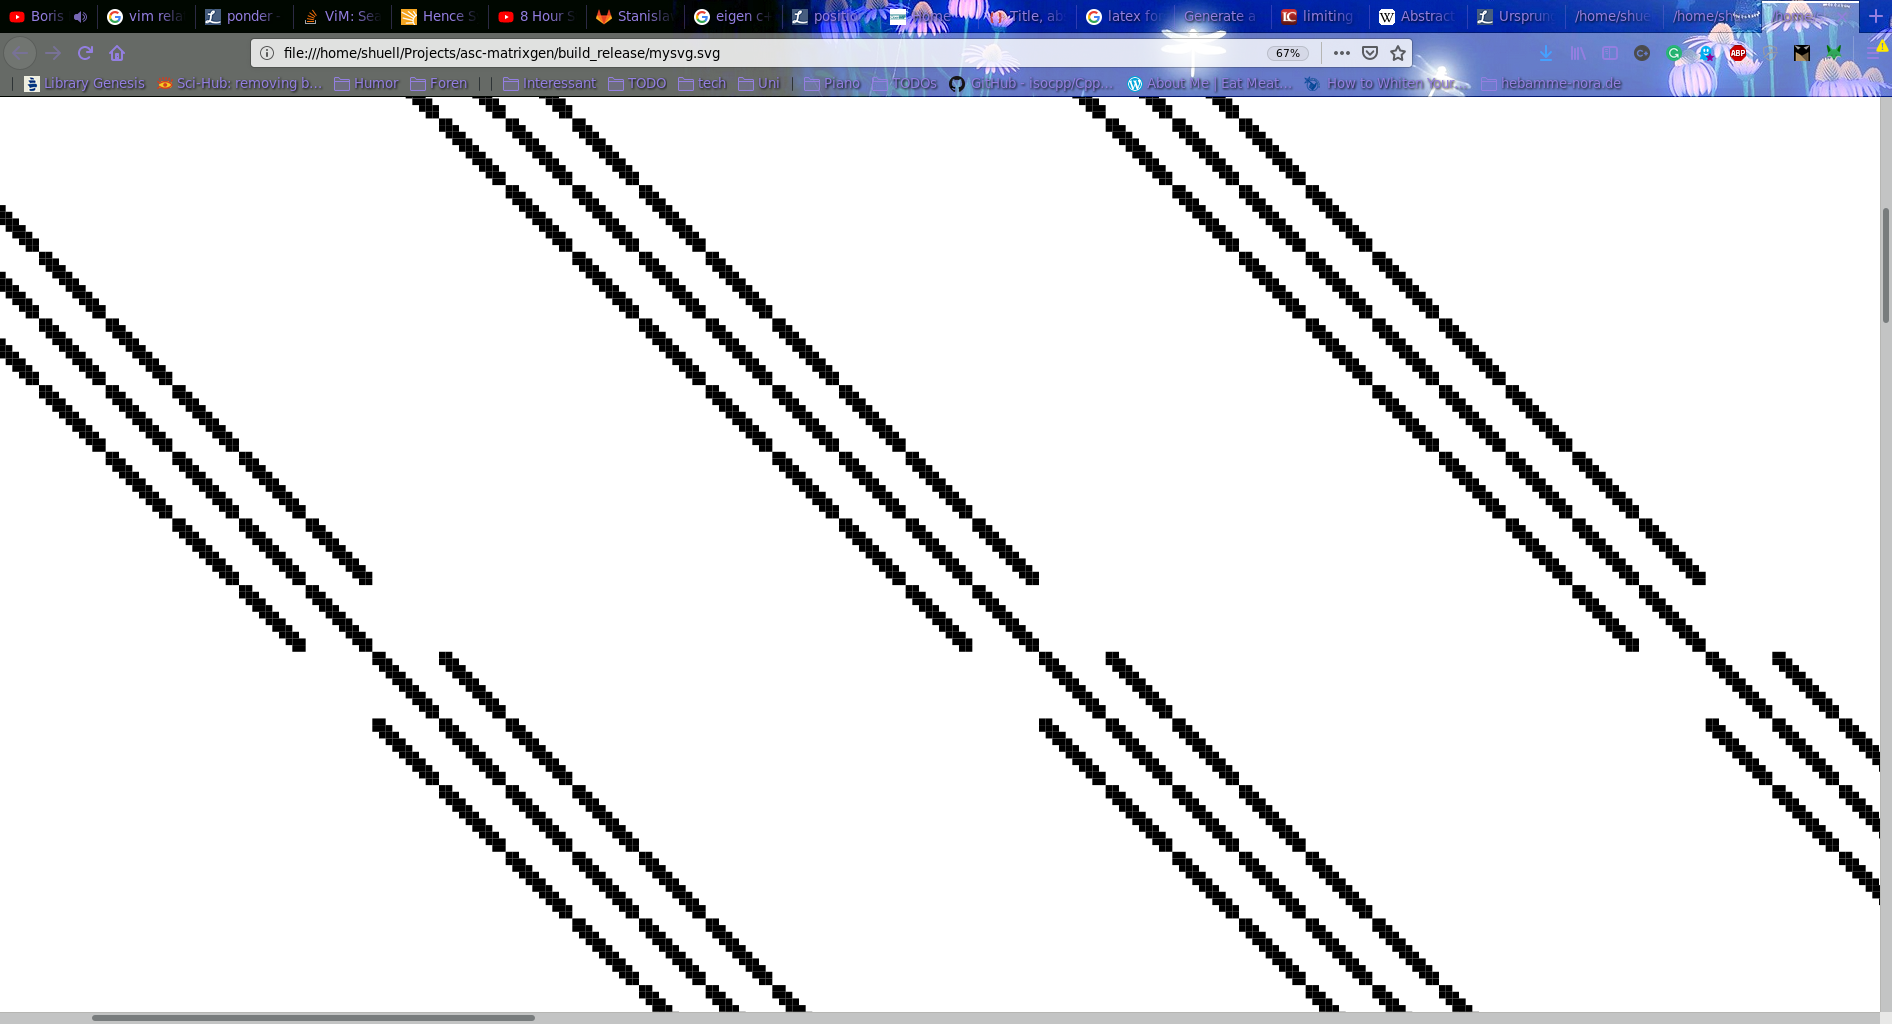 Boris vim rela ponder - ViM: Sea Hence S 8 Hour S Stanisla eigen c+ positio Home Title, ab latex for Generate a limiting Abstract Ursprun /home/shue /home/shu
file:///home/shuell/Projects/asc-matrixgen/build_release/mysvg.svg 67%
Library Genesis Sci-Hub: removing b... Humor Foren Interessant TODO tech Uni Piano TODOs GitHub - isocpp/Cpp... About Me | Eat Meat... How to Whiten Your... hebamme-nora.de